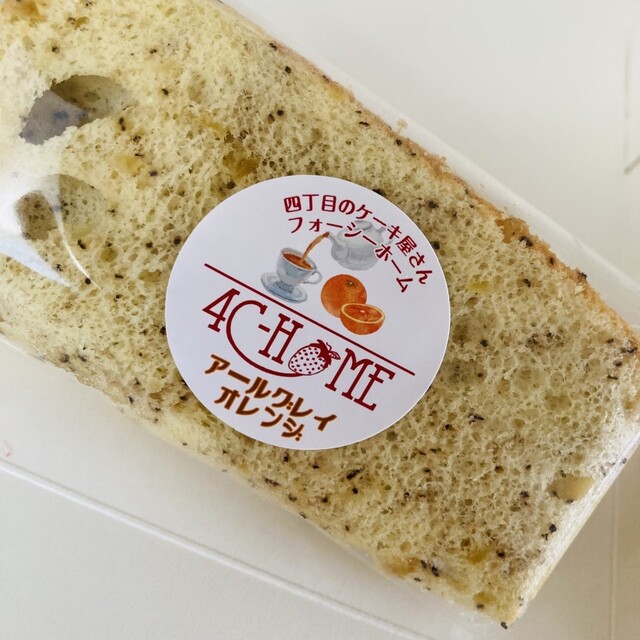 四丁目のケーキ屋さん
フォーシーホーム
4C-HOME
アールグレイ
オレンジ